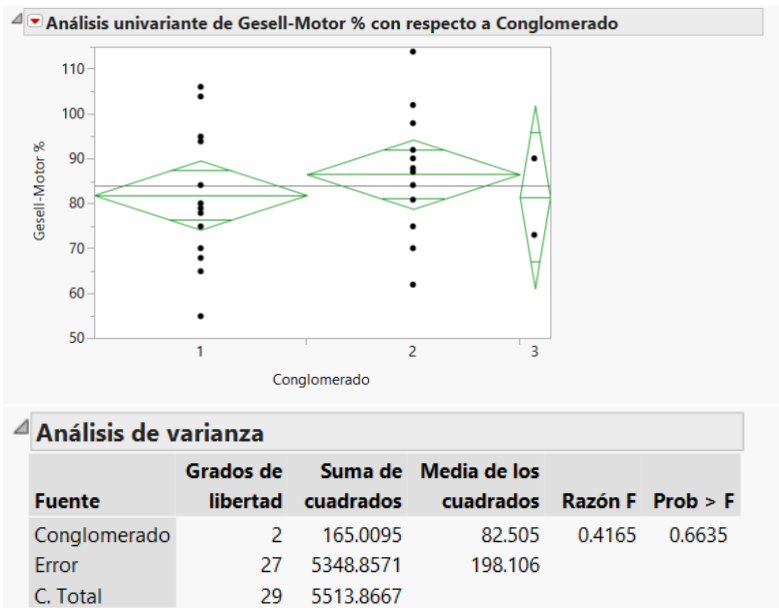 Análisis univariante de Gesell-Motor % con respecto a Conglomerado
110
100
90
80
70
60
50
Gesell-Motor %
1 2 3
Conglomerado
Análisis de varianza
Fuente Grados de libertad Suma de cuadrados Media de los cuadrados Razón F Prob > F
Conglomerado 2 165.0095 82.505 0.4165 0.6635
Error 27 5348.8571 198.106
C. Total 29 5513.8667